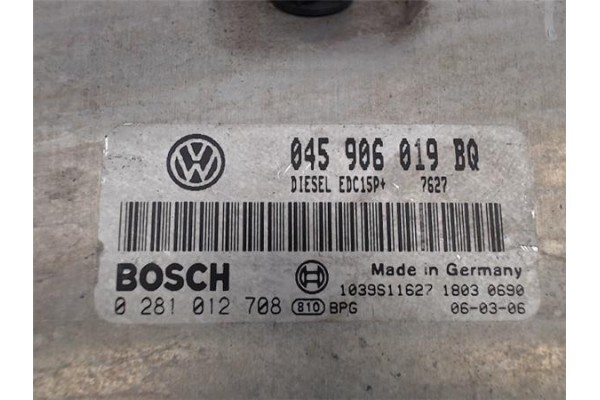 VW
045 906 019 BQ
DIESEL EDC15P+ 7627
BOSCH
Made in Germany
1039S11627 1803 0690
0 281 012 708 810 BPG
06-03-06